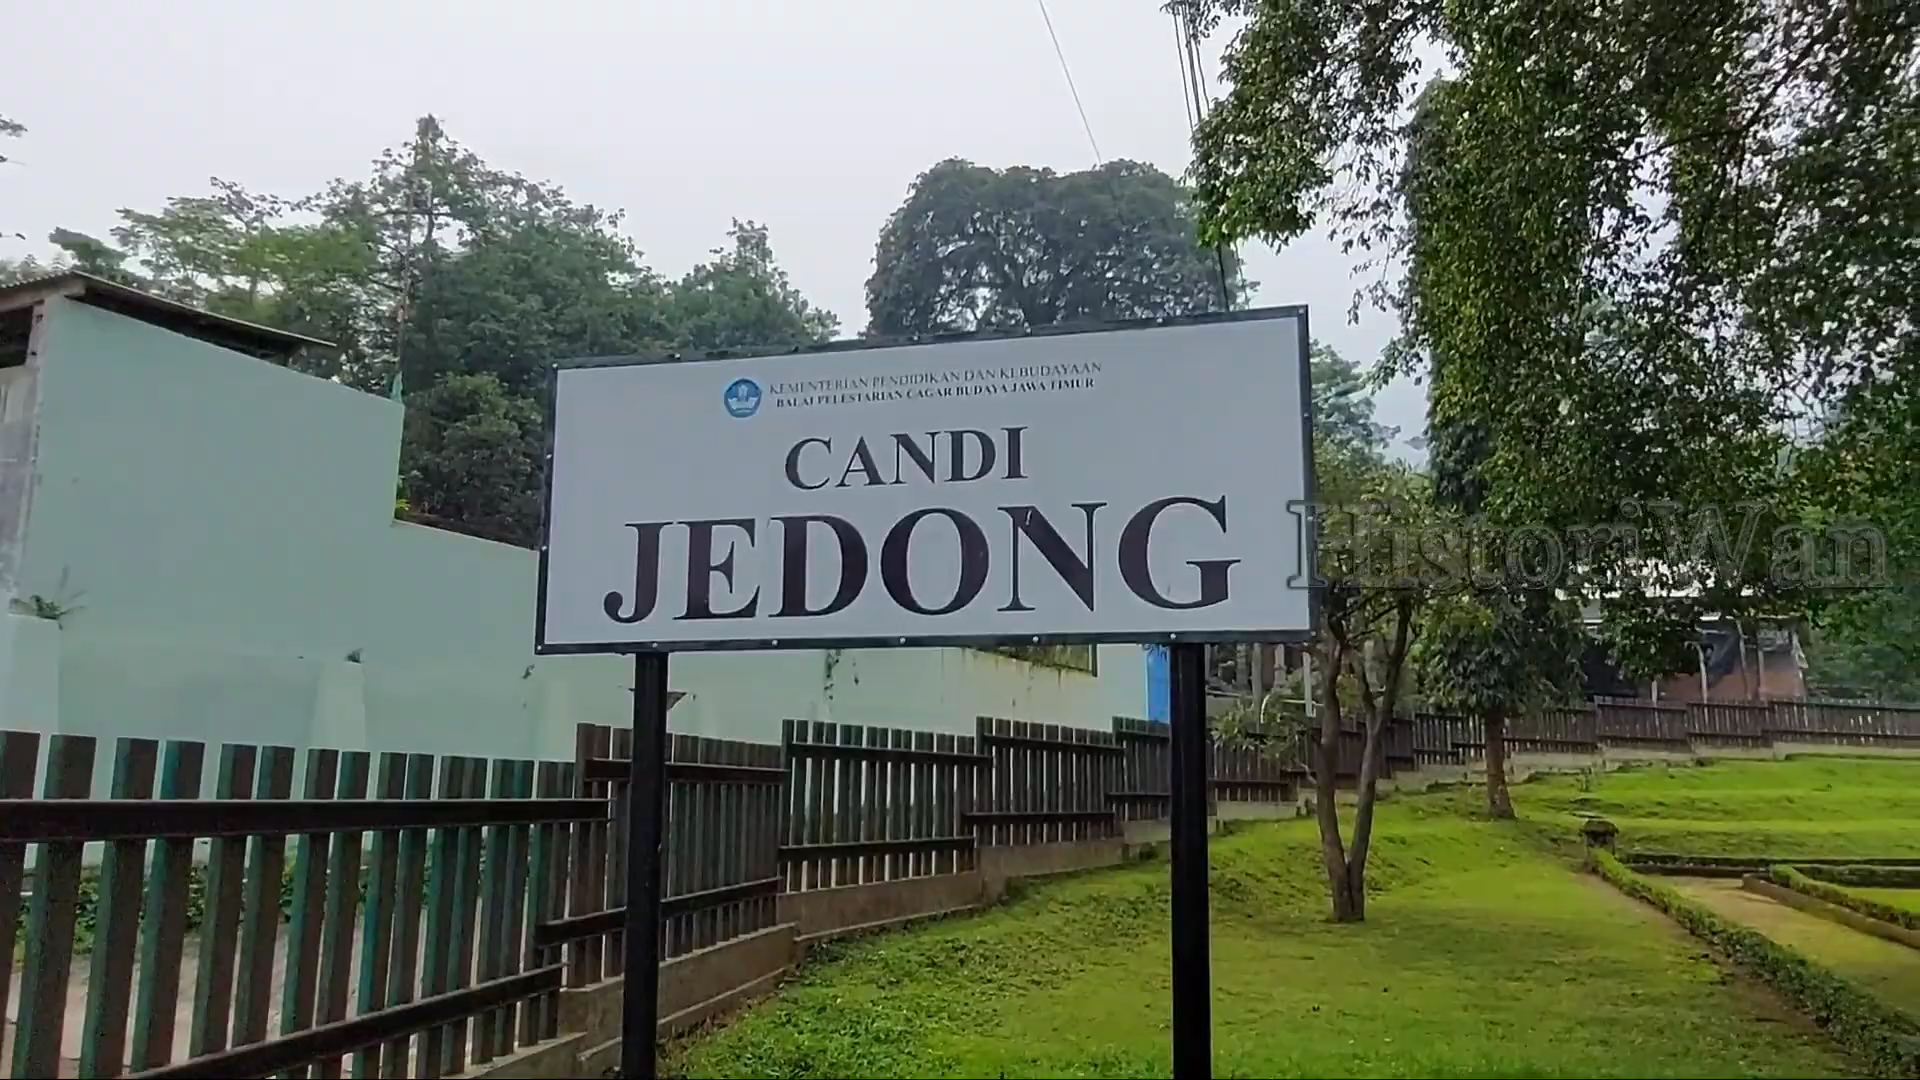 KEMENTERIAN PENDIDIKAN DAN KEBUDAYAAN
BALAI PELESTARIAN CAGAR BUDAYA JAWA TIMUR
CANDI
JEDONG
HistoriWan